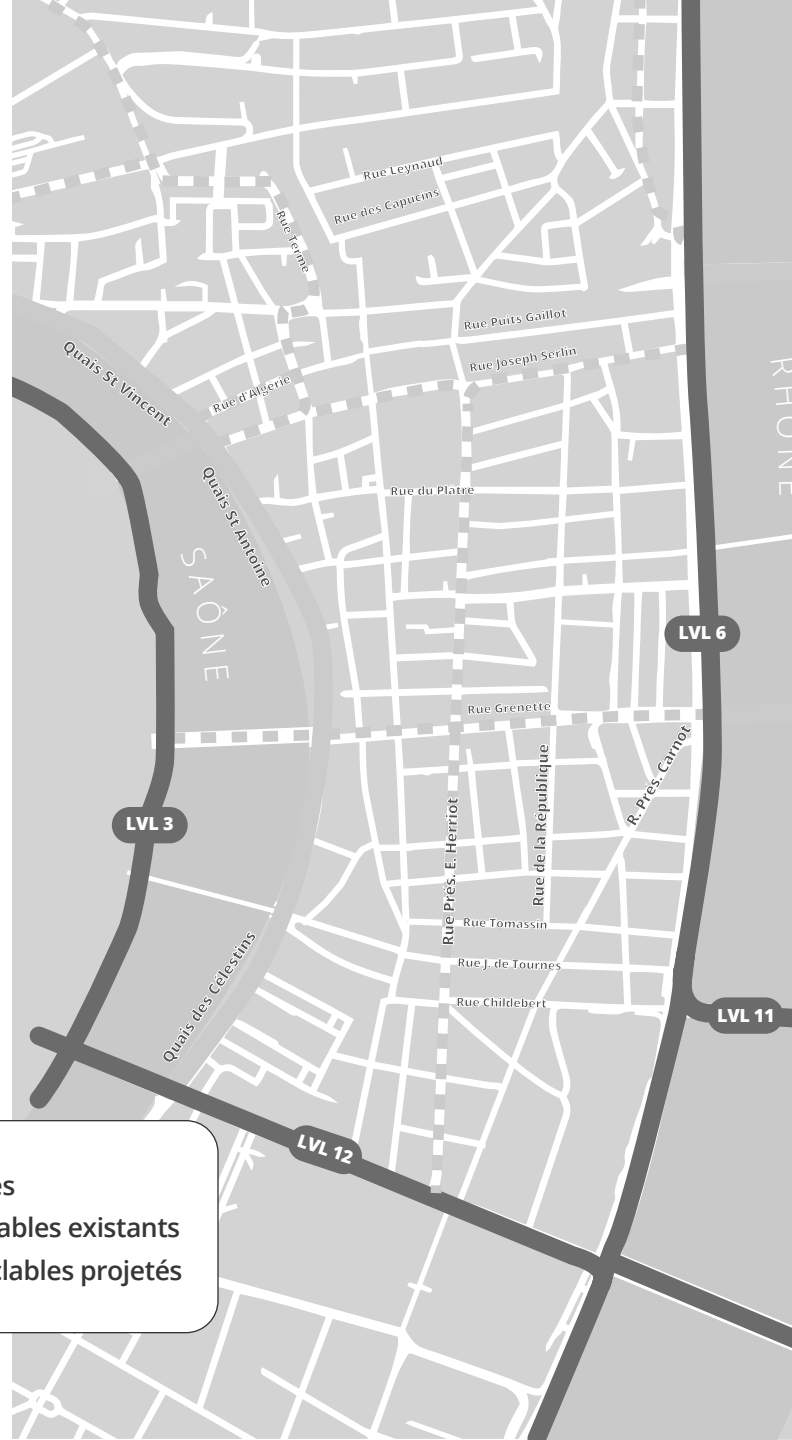 Rue Leynaud
Rue des Capucins
Rue Terme
Rue Puits Gaillot
Quais St Vincent
Rue Joseph Serlin
Rue d'Algérie
RHÔNE
Quais St Antoine
Rue du Platre
SAÔNE
LVL 6
Rue Grenette
R. Prés. Carnot
Rue de la République
Rue Prés. E. Herriot
LVL 3
Rue Tomassin
Rue J. de Tournes
Quais des Célestins
Rue Childebert
LVL 11
LVL 12
es
ables existants
clables projetés